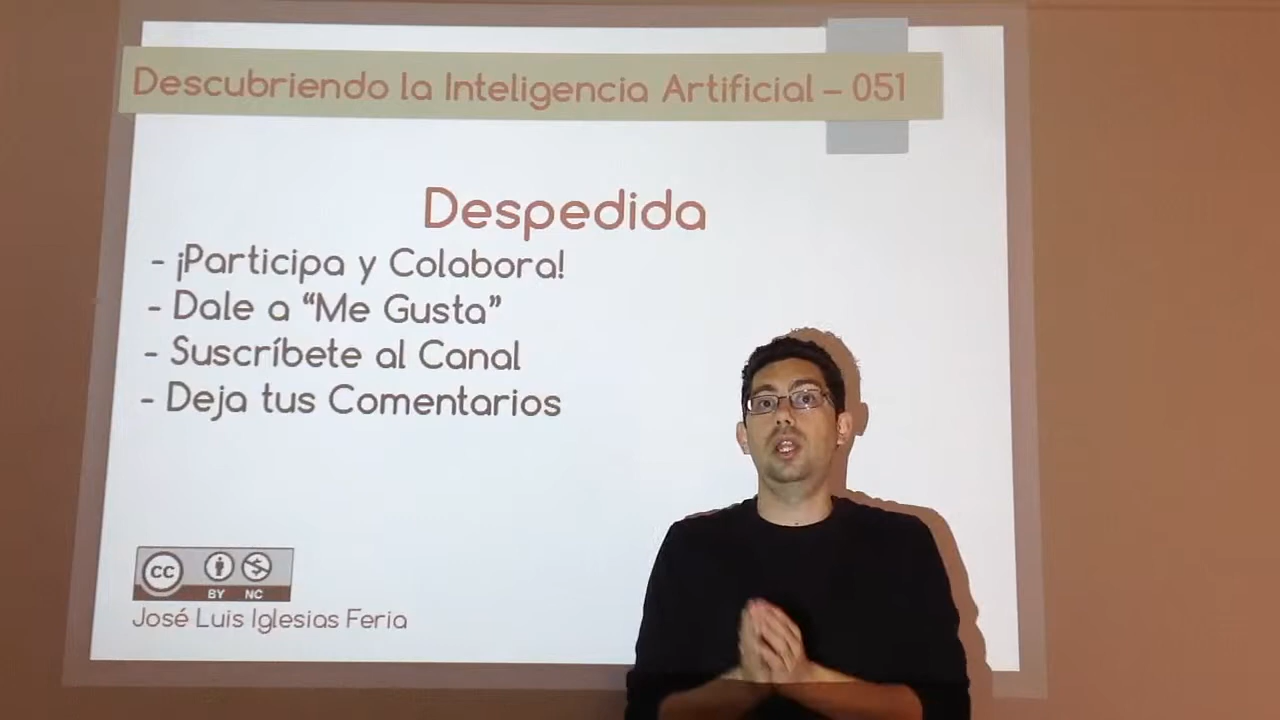 Descubriendo la Inteligencia Artificial – 051
Despedida
- ¡Participa y Colabora!
- Dale a “Me Gusta”
- Suscríbete al Canal
- Deja tus Comentarios
CC
BY NC
José Luis Iglesias Feria